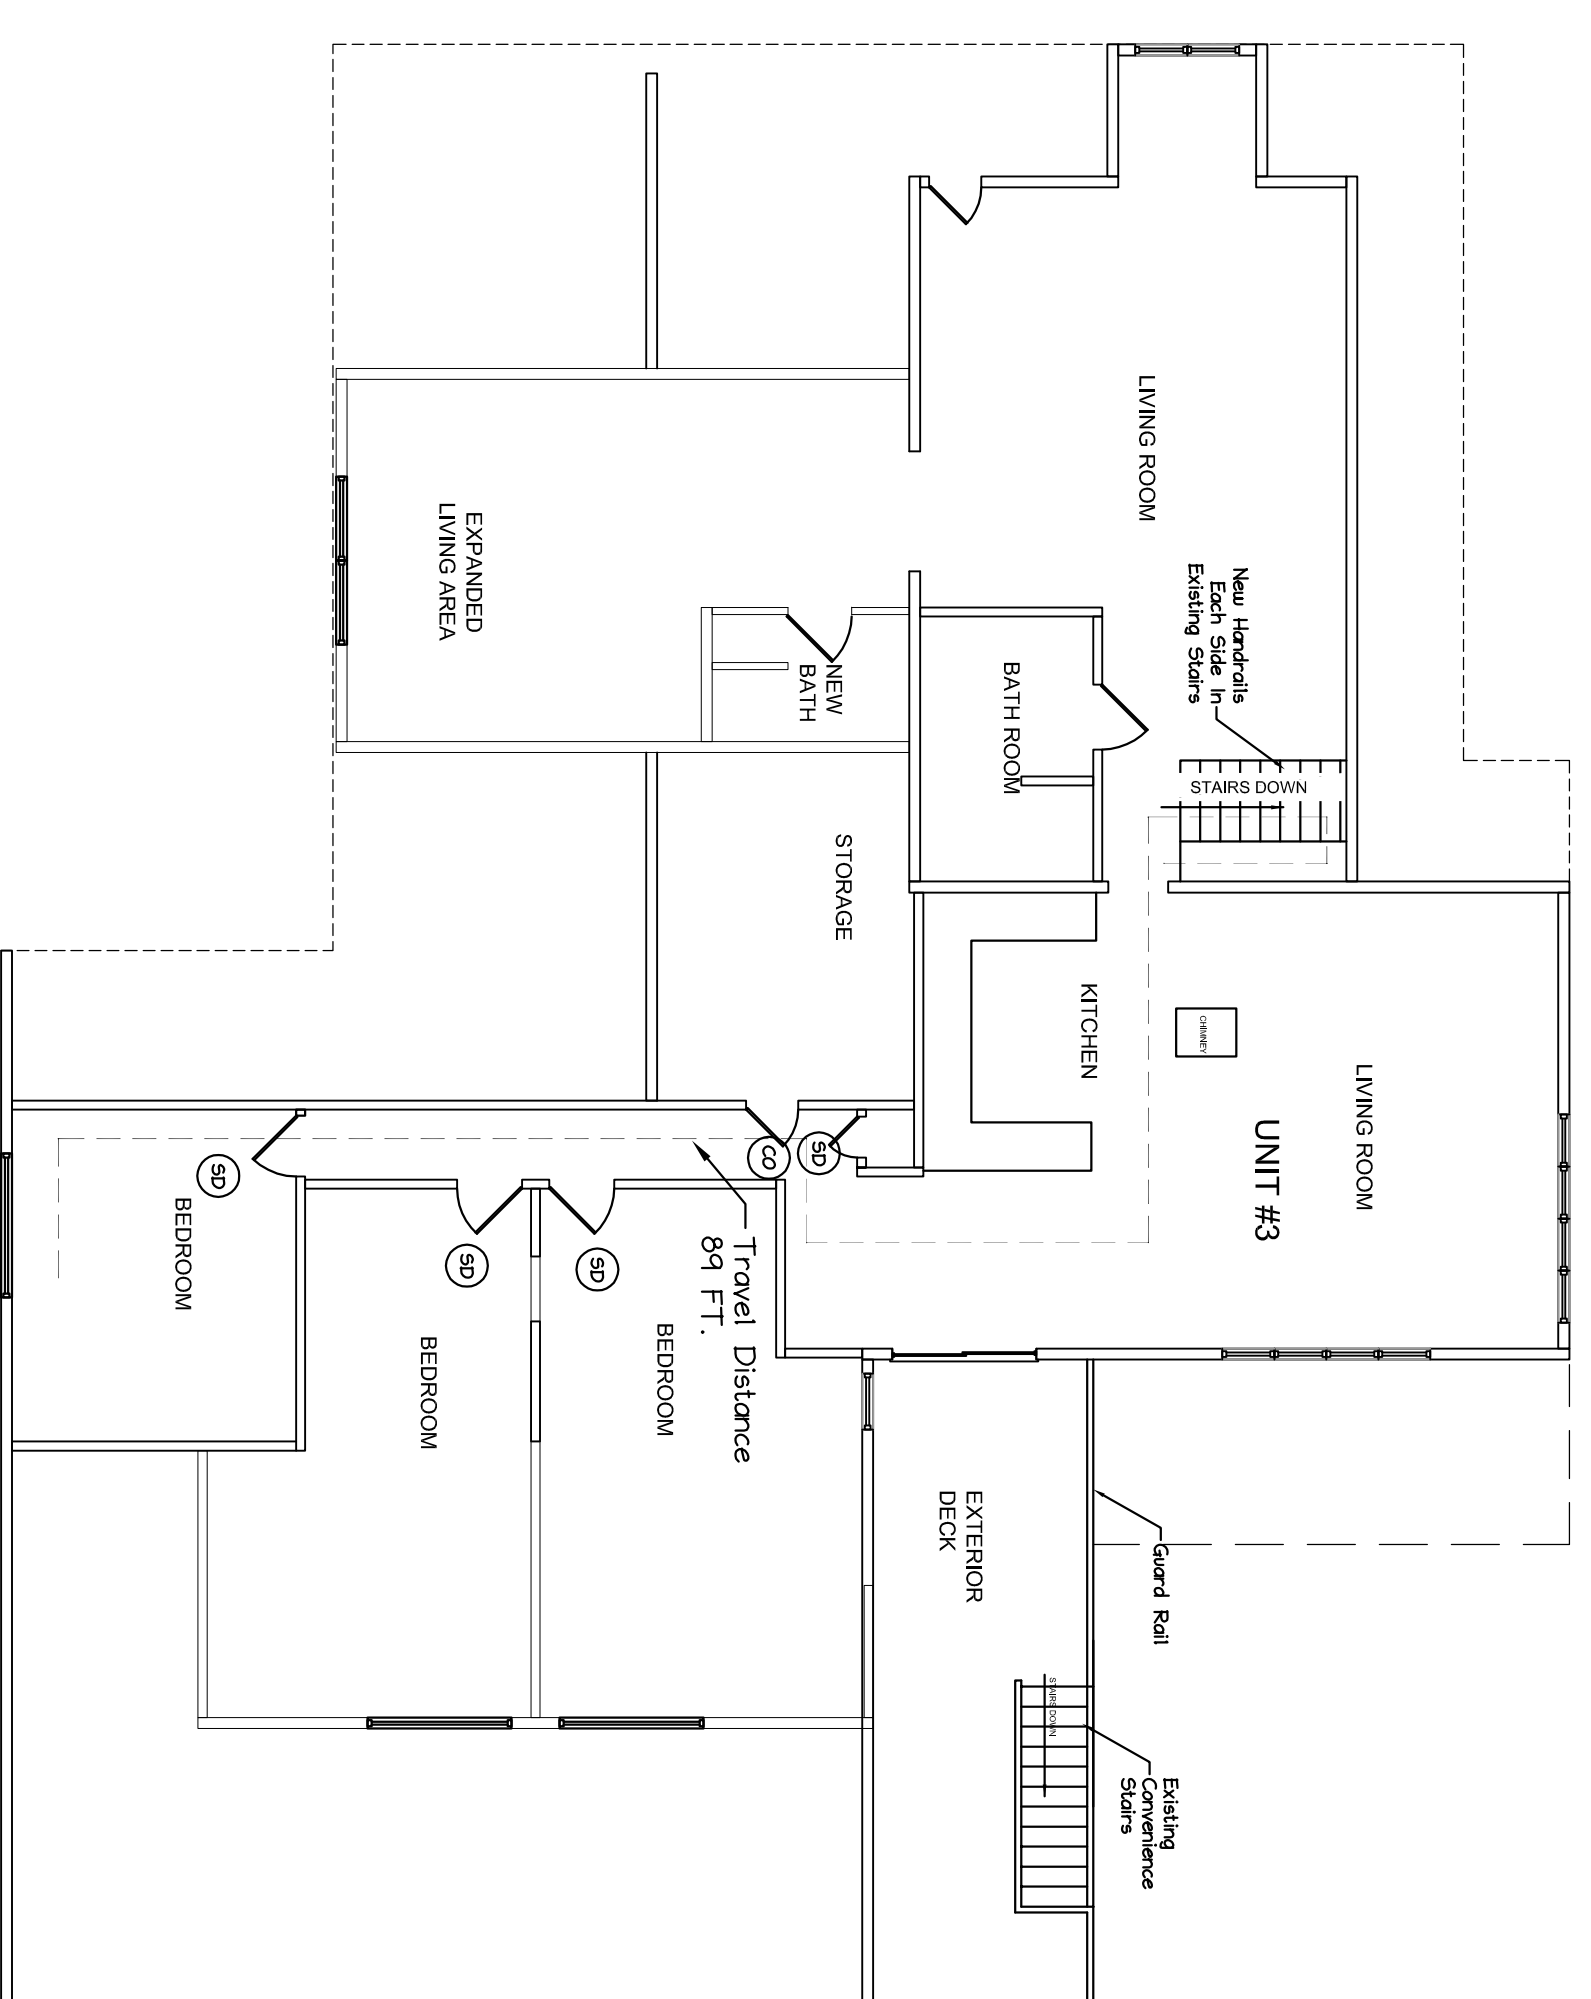 LIVING ROOM
New Handrails
Each Side In
Existing Stairs
STAIRS DOWN
EXPANDED
LIVING AREA
NEW
BATH
BATH ROOM
STORAGE
KITCHEN
CHIMNEY
LIVING ROOM
UNIT #3
CO
SD
SD
SD
SD
Travel Distance
89 FT.
BEDROOM
BEDROOM
BEDROOM
EXTERIOR
DECK
Guard Rail
STAIRS DOWN
Existing
Convenience
Stairs